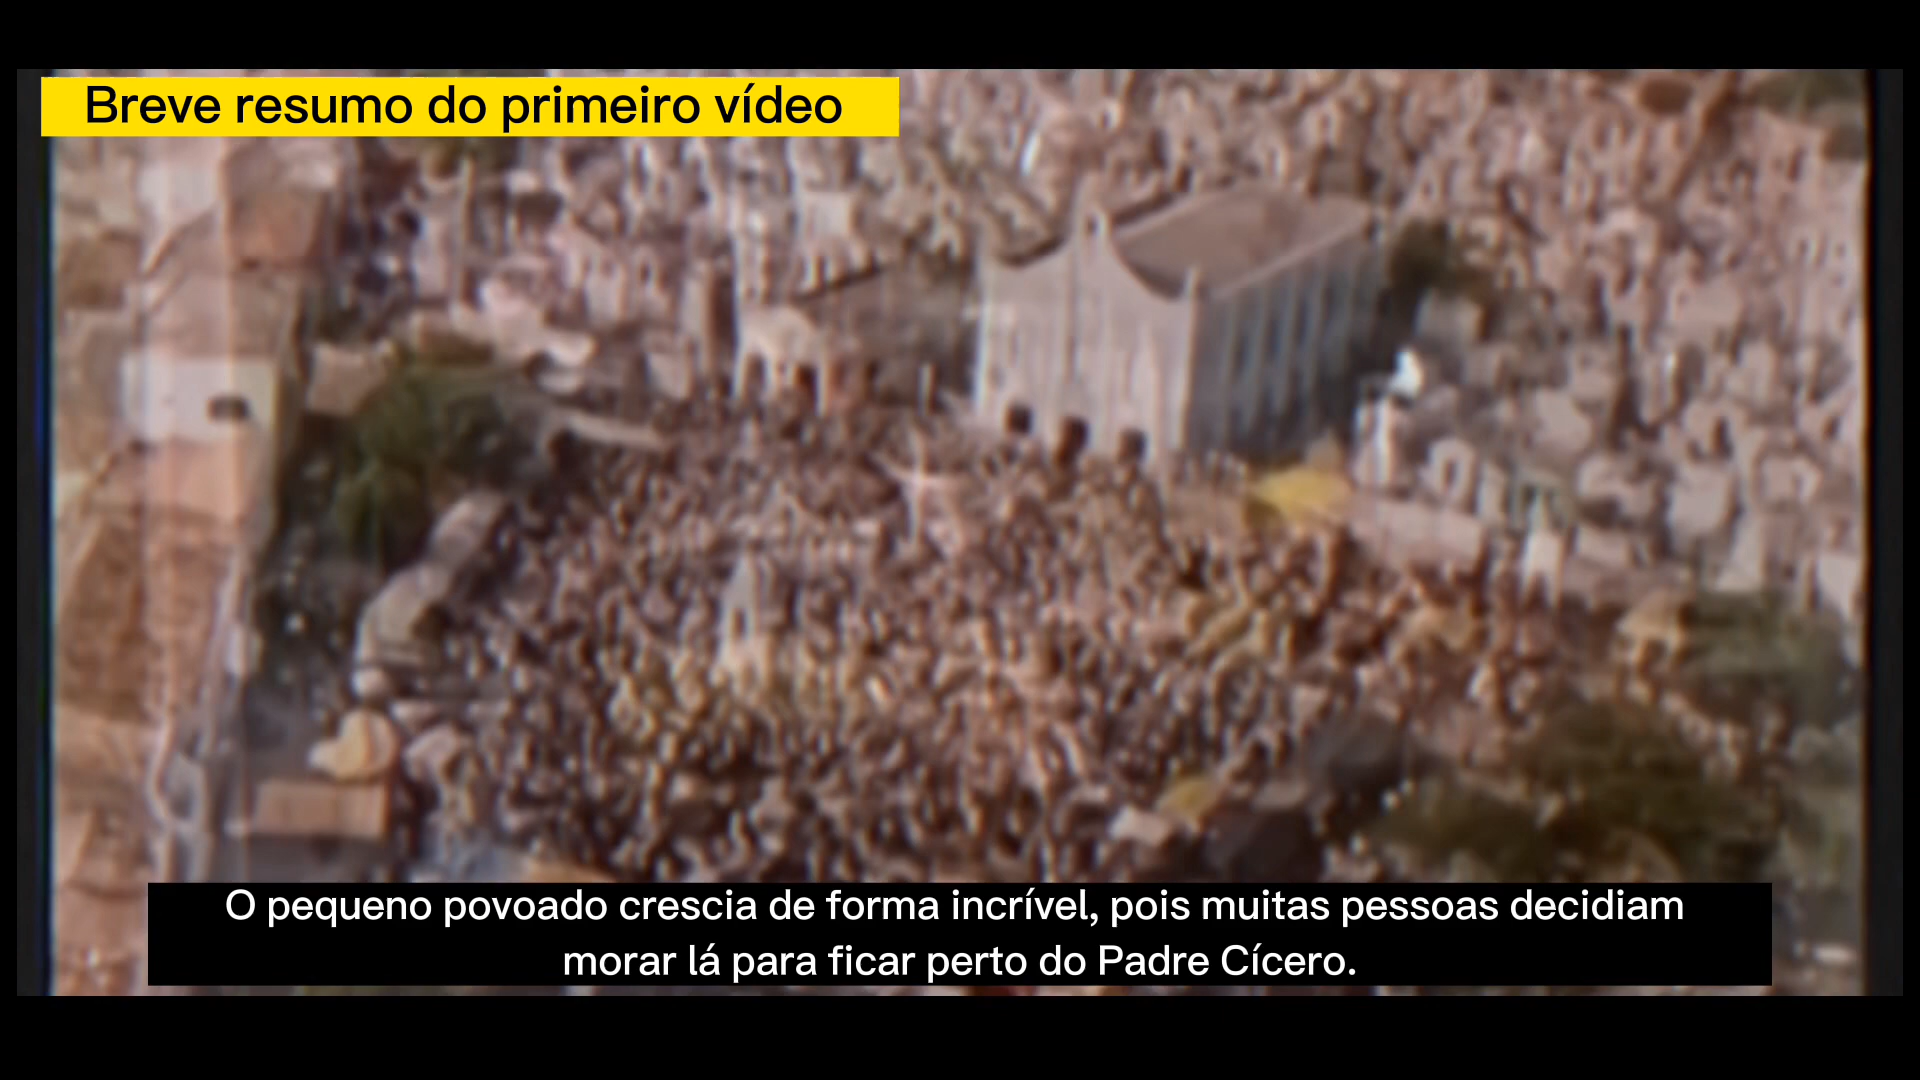 Breve resumo do primeiro vídeo
O pequeno povoado crescia de forma incrível, pois muitas pessoas decidiam
morar lá para ficar perto do Padre Cícero.